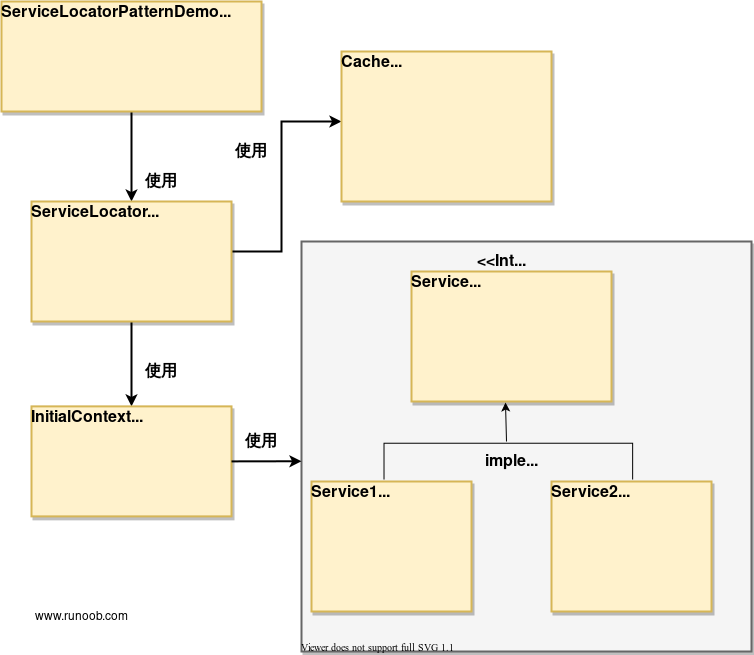 ServiceLocatorPatternDemo...
Cache...
使用
使用
ServiceLocator...
<<Int...
Service...
使用
InitialContext...
使用
imple...
Service1...
Service2...
www.runoob.com
Viewer does not support full SVG 1.1